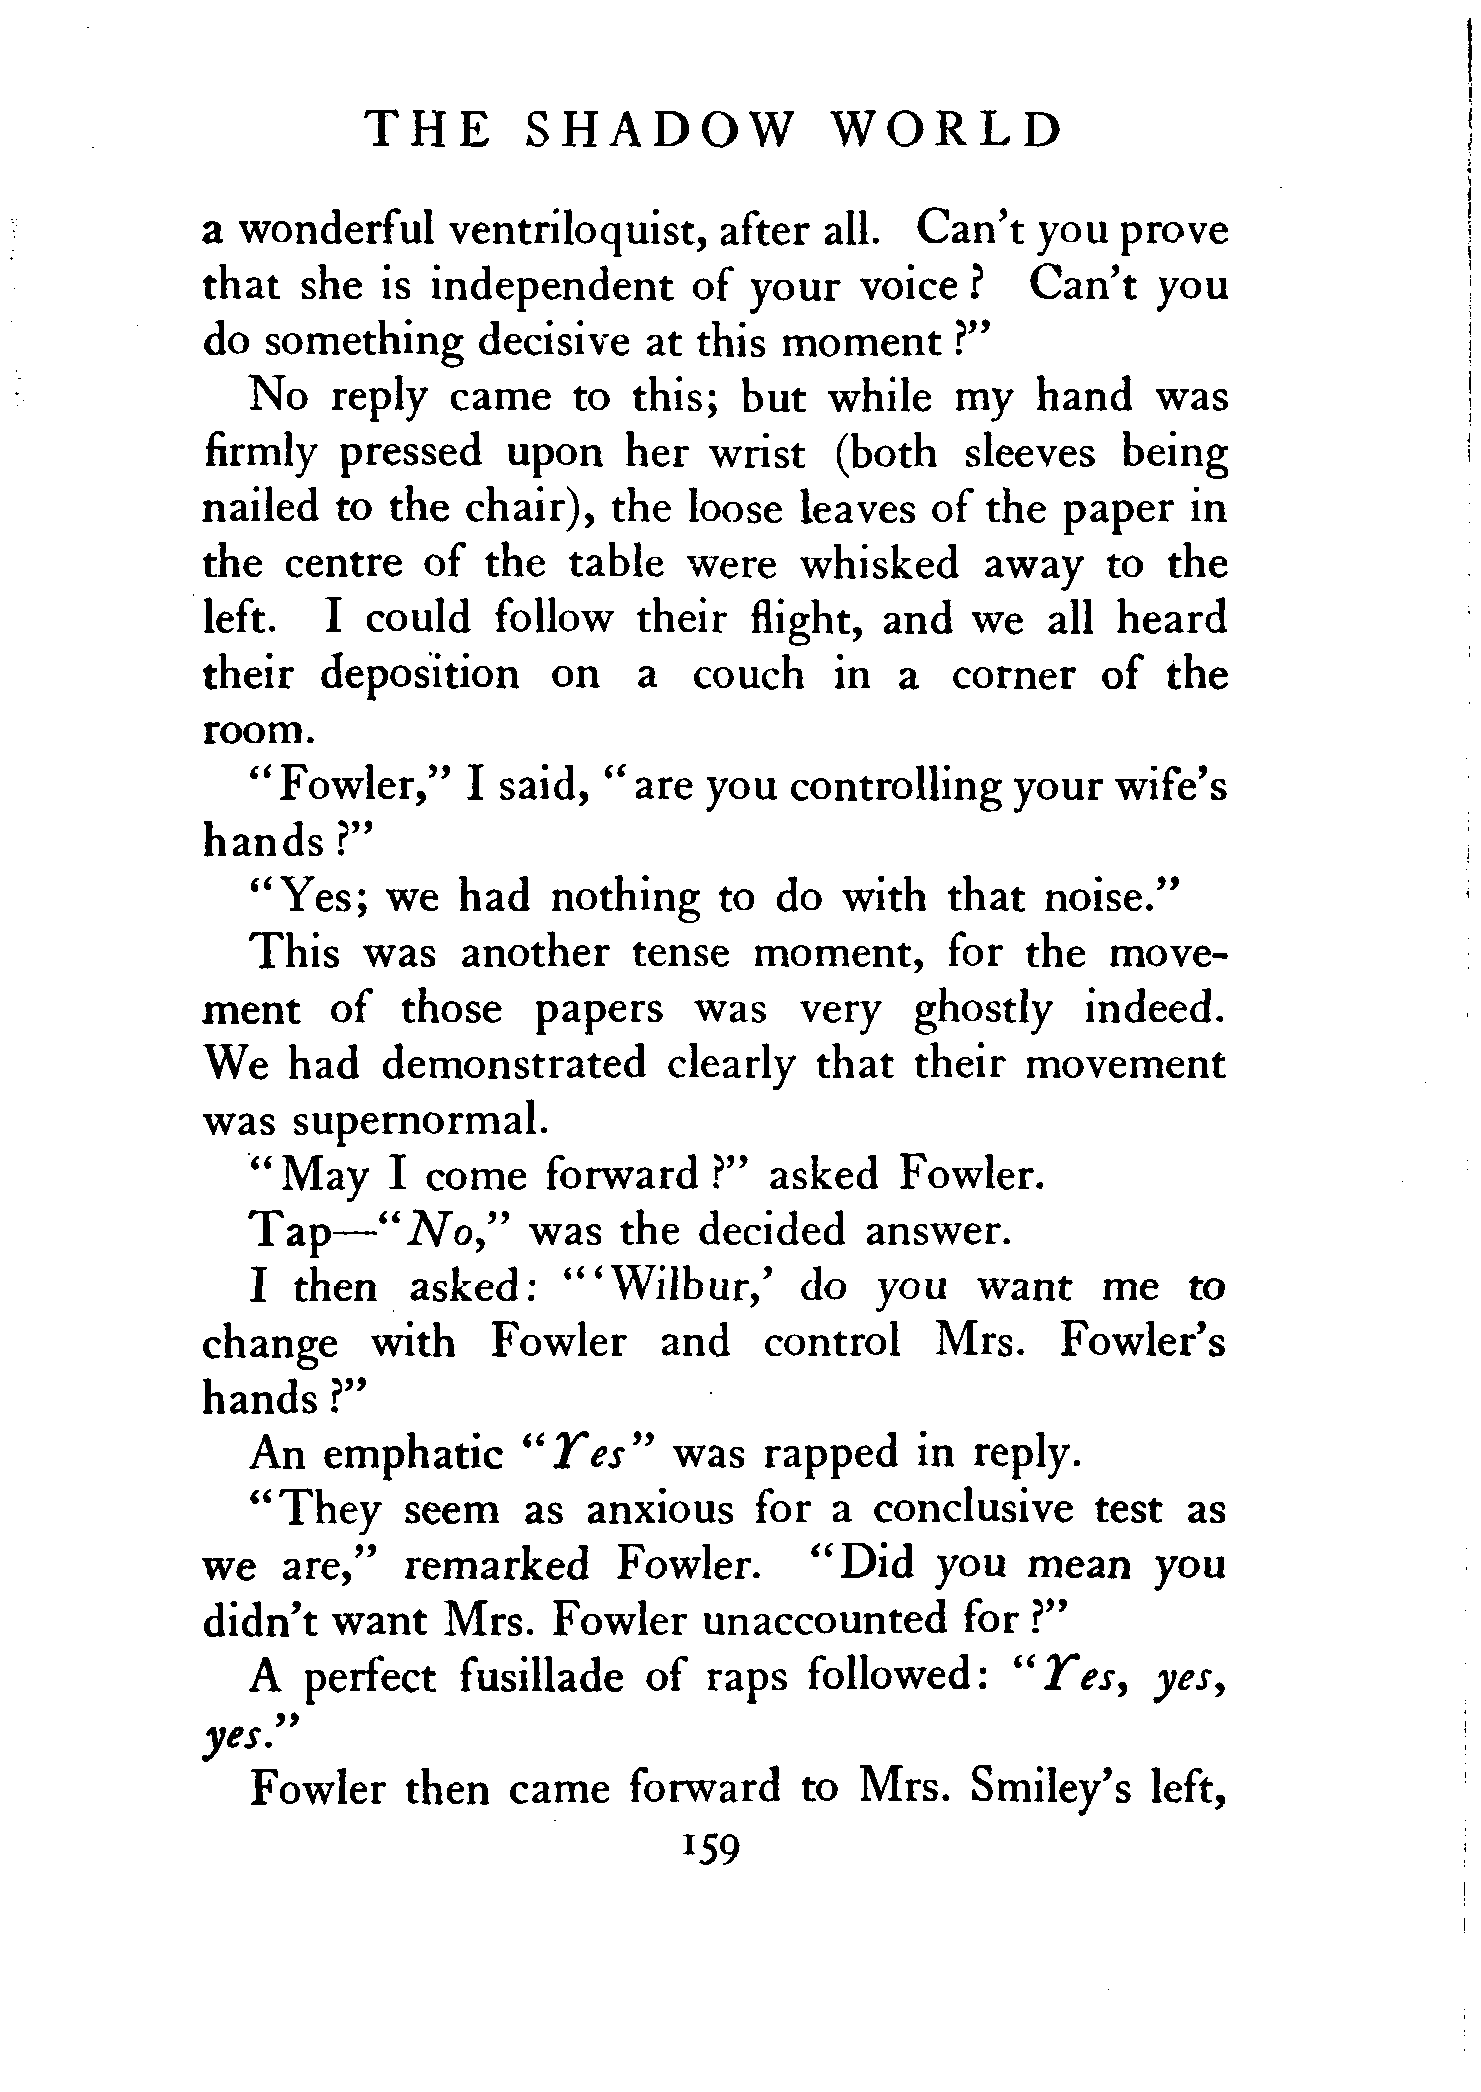 THE SHADOW WORLD
a wonderful ventriloquist, after all. Can't you prove
that she is independent of your voice? Can't you
do something decisive at this moment?"
No reply came to this; but while my hand was
firmly pressed upon her wrist (both sleeves being
nailed to the chair), the loose leaves of the paper in
the centre of the table were whisked away to the
left. I could follow their flight, and we all heard
their deposition on a couch in a corner of the
room.
"Fowler," I said, "are you controlling your wife's
hands?"
"Yes; we had nothing to do with that noise."
This was another tense moment, for the move-
ment of those papers was very ghostly indeed.
We had demonstrated clearly that their movement
was supernormal.
"May I come forward?" asked Fowler.
Tap—"No," was the decided answer.
I then asked: "'Wilbur,' do you want me to
change with Fowler and control Mrs. Fowler's
hands?"
An emphatic "Yes" was rapped in reply.
"They seem as anxious for a conclusive test as
we are," remarked Fowler. "Did you mean you
didn't want Mrs. Fowler unaccounted for?"
A perfect fusillade of raps followed: "Yes, yes,
yes."
Fowler then came forward to Mrs. Smiley's left,
159